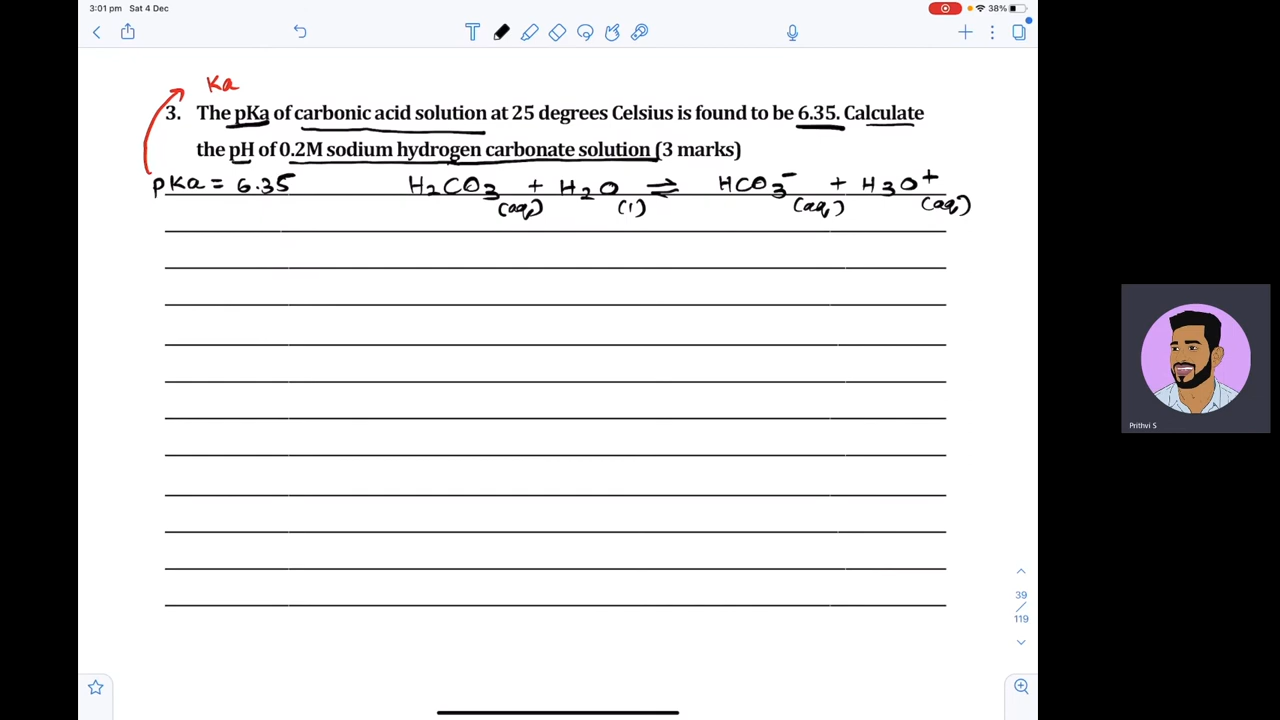 3:01 pm Sat 4 Dec
38%
T
Ka
3. The pKa of carbonic acid solution at 25 degrees Celsius is found to be 6.35. Calculate
the pH of 0.2M sodium hydrogen carbonate solution (3 marks)
pKa = 6.35 H₂CO₃ (aq) + H₂O (l) ⇌ HCO₃⁻ (aq) + H₃O⁺ (aq)
Prithvi S
39
/
119